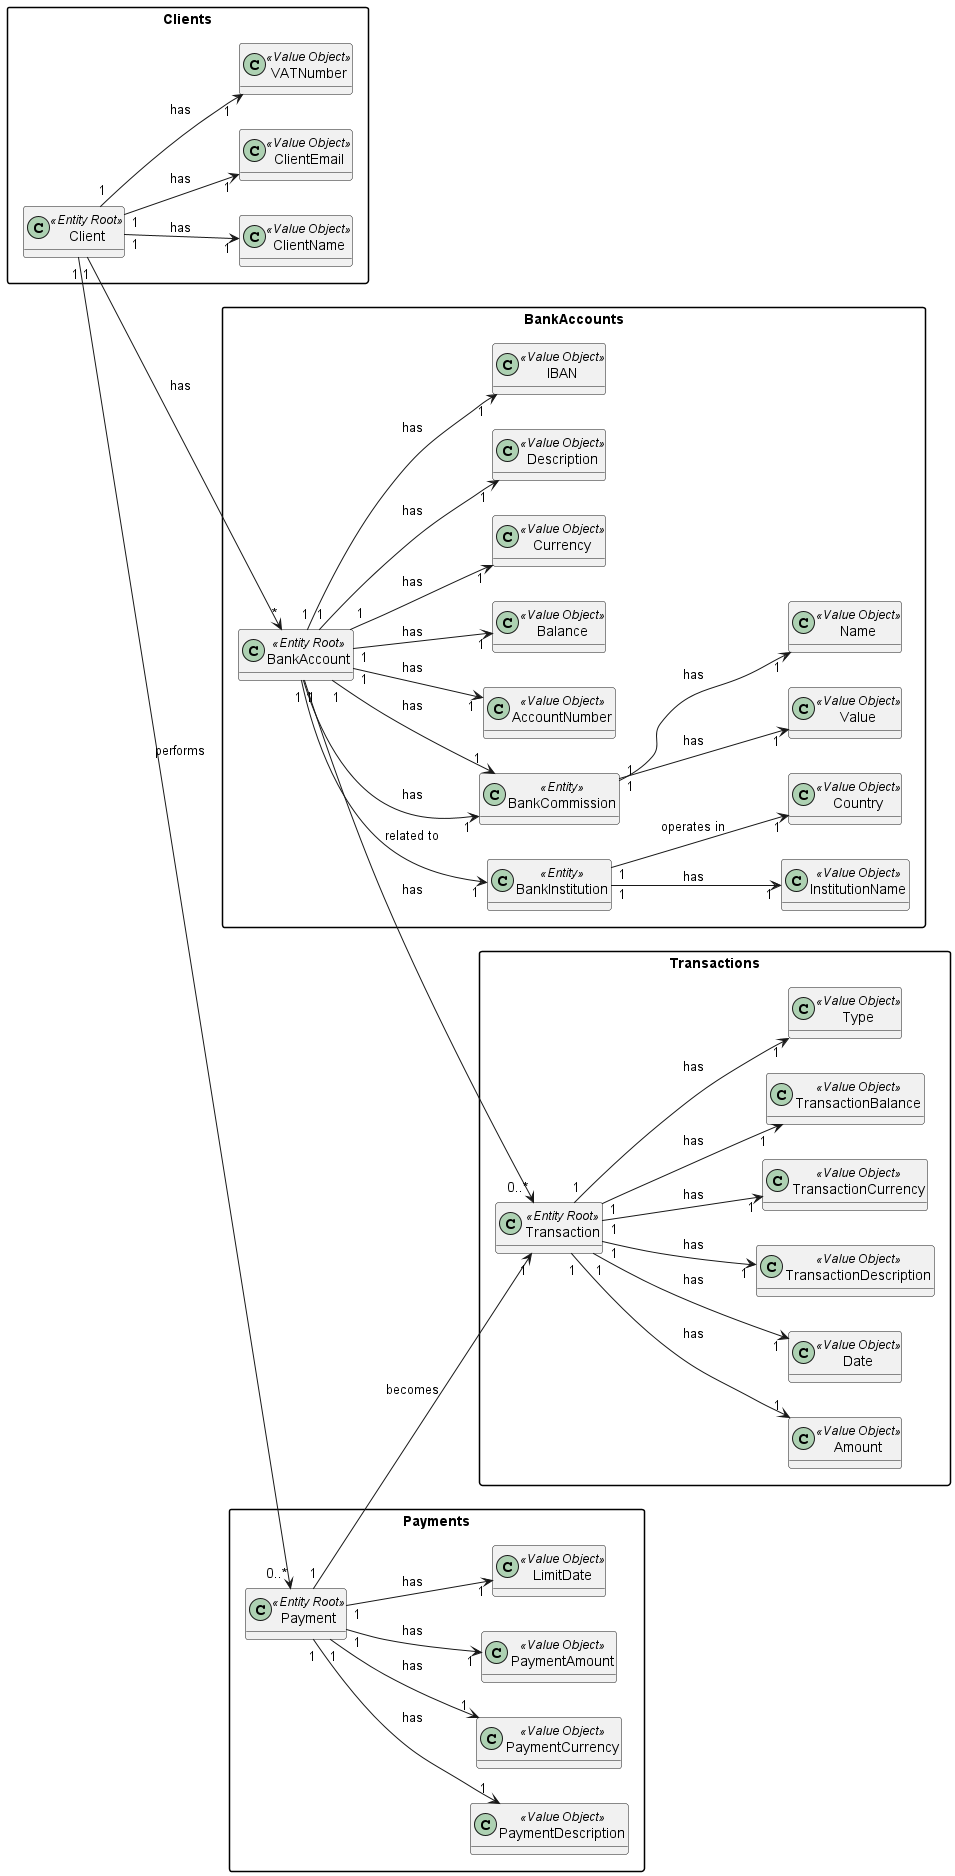 Clients
«Value Object»
C
VATNumber
has
1
1
«Value Object»
C
ClientEmail
has
1
1
«Entity Root»
C
Client
«Value Object»
C
ClientName
has
1
1
1
1
has
BankAccounts
«Value Object»
C
IBAN
has
1
«Value Object»
C
Description
has
1
«Value Object»
C
Currency
has
1
1
1
1
*
«Value Object»
C
Balance
has
1
1
«Entity Root»
C
BankAccount
«Value Object»
C
Name
has
1
has
1
1
«Value Object»
C
AccountNumber
1
1
1
has
«Value Object»
C
Value
has
1
performs
1
«Entity»
C
BankCommission
1
1
has
1
«Value Object»
C
Country
operates in
1
related to
«Entity»
C
BankInstitution
1
1
has
1
«Value Object»
C
InstitutionName
1
has
Transactions
«Value Object»
C
Type
has
1
«Value Object»
C
TransactionBalance
has
1
«Value Object»
C
TransactionCurrency
has
1
0..*
1
1
«Entity Root»
C
Transaction
1
1
1
1
1
«Value Object»
C
TransactionDescription
has
1
«Value Object»
C
Date
has
1
has
«Value Object»
C
Amount
1
becomes
Payments
«Value Object»
C
LimitDate
has
1
0..*
1
«Entity Root»
C
Payment
1
«Value Object»
C
PaymentAmount
has
1
1
1
1
has
«Value Object»
C
PaymentCurrency
1
has
«Value Object»
C
PaymentDescription
1